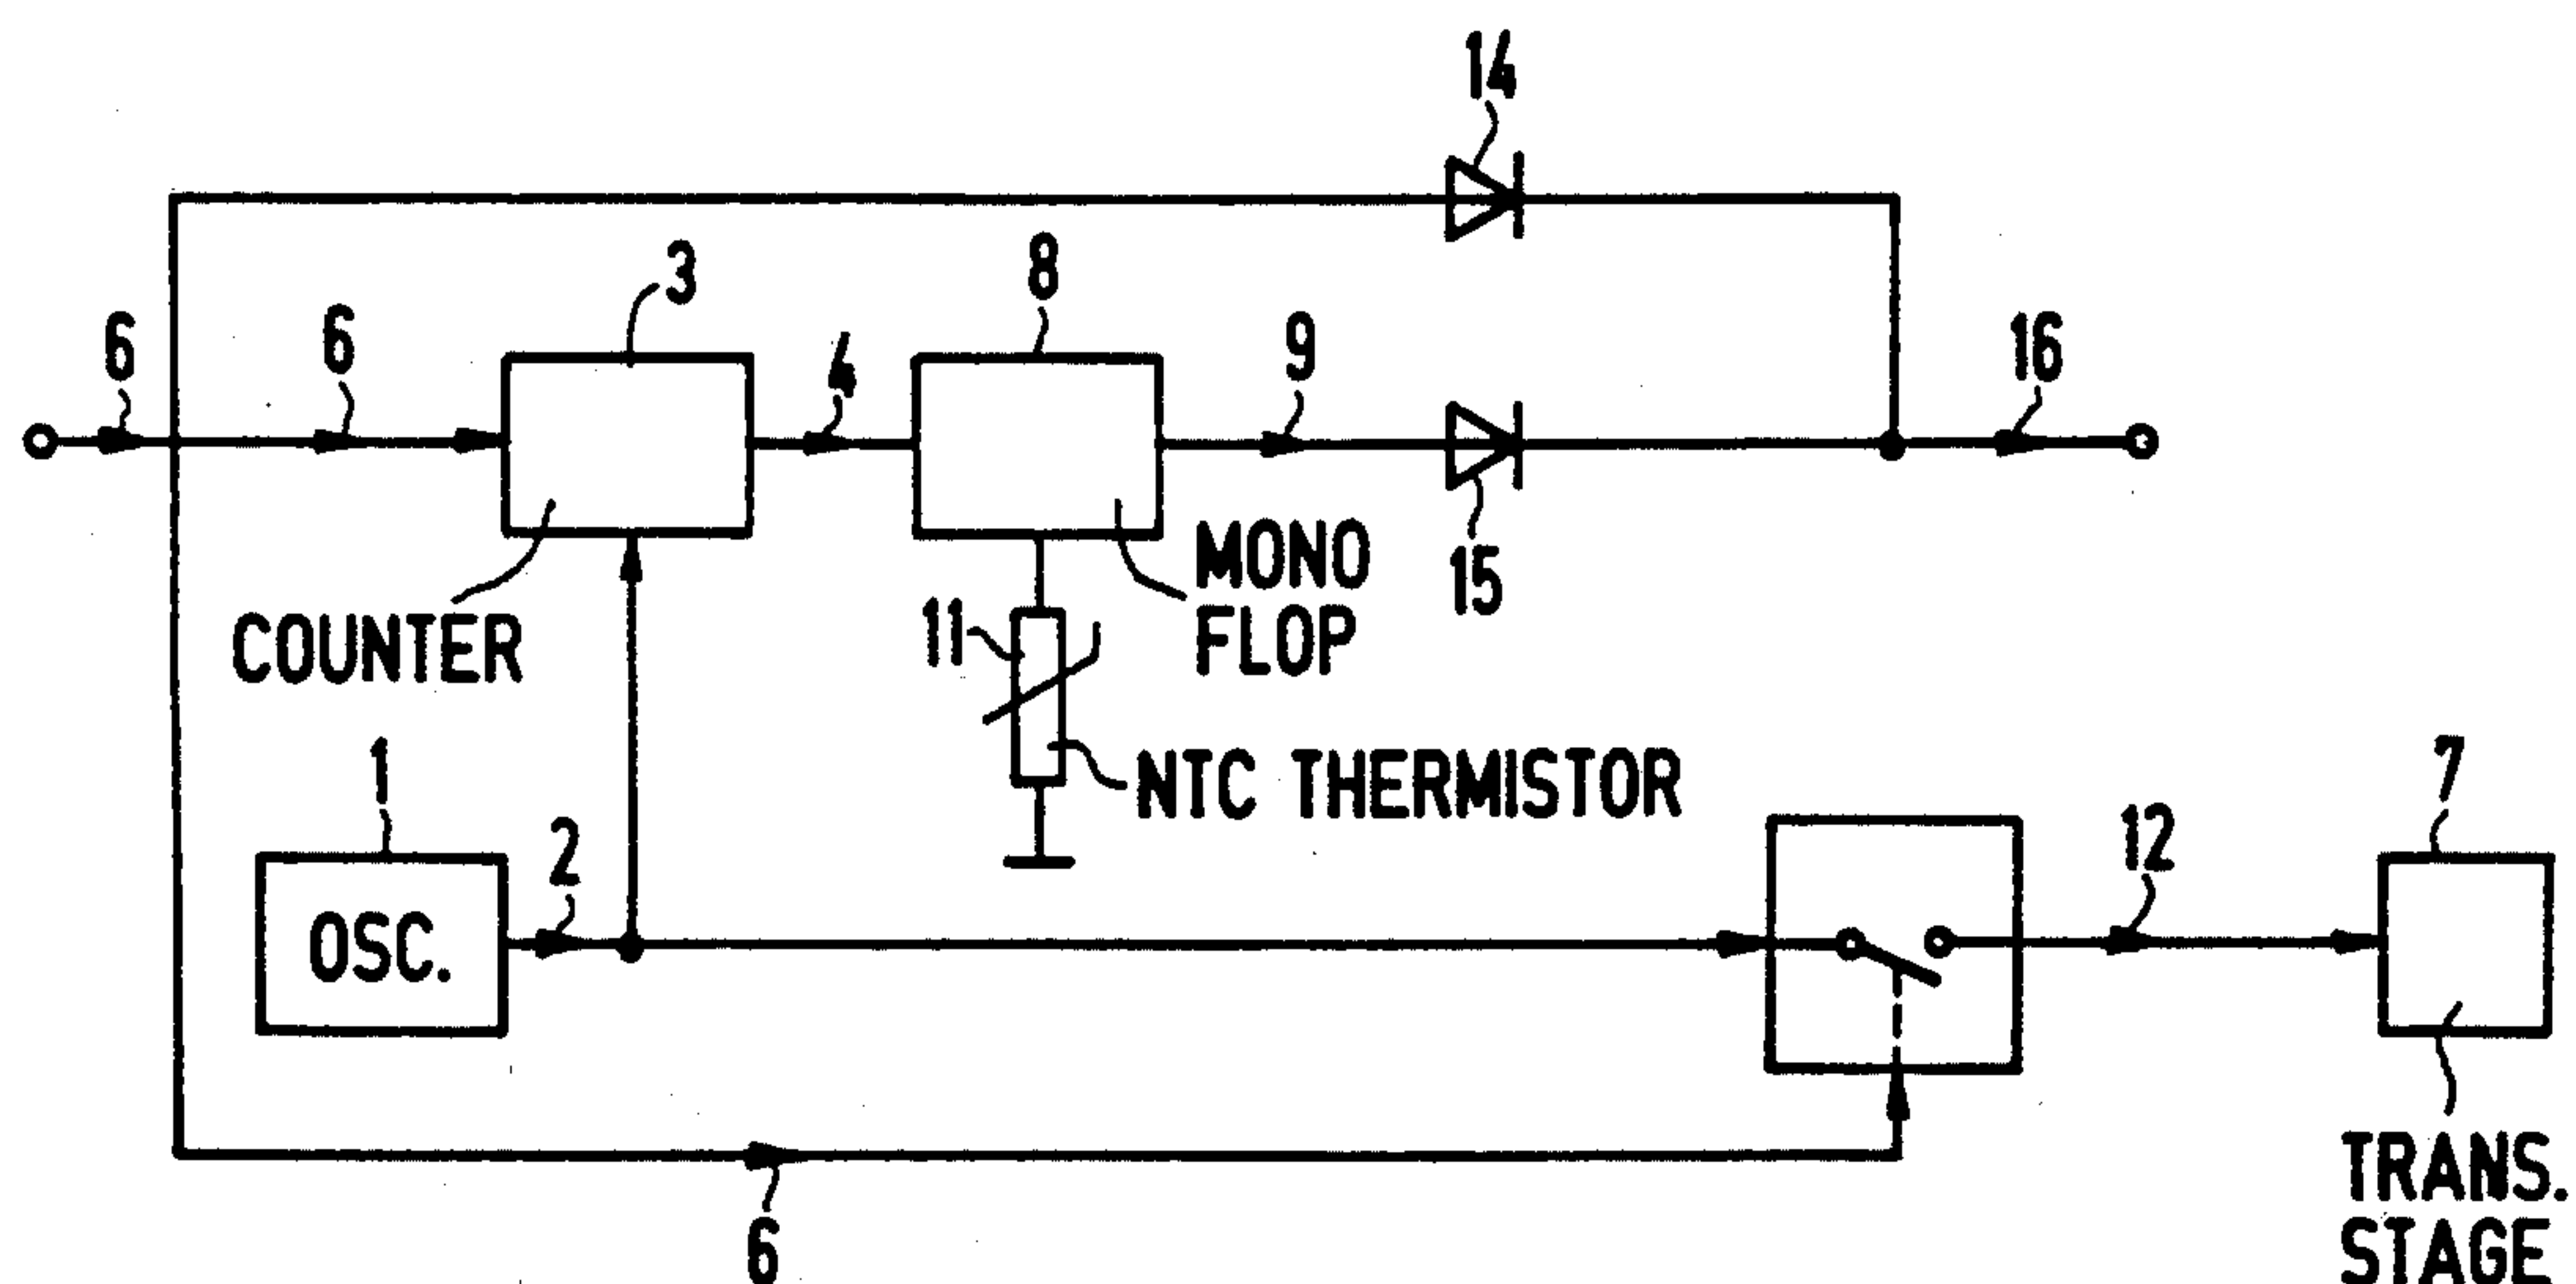 14
3
8
6
6
4
9
16
MONO
FLOP
15
COUNTER
11
NTC THERMISTOR
1
2
OSC.
12
7
TRANS.
STAGE
6